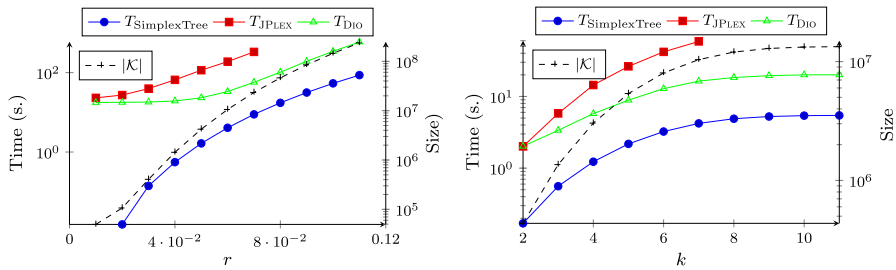 T_SimplexTree T_JPlex T_Dio
|𝒦|
Time (s.)
10^2
10^0
10^8
10^7
10^6
10^5
Size)
0 4 · 10^−2 8 · 10^−2 0.12
r
T_SimplexTree T_JPlex T_Dio
|𝒦|
Time (s.)
10^1
10^0
10^7
10^6
Size
2 4 6 8 10
k